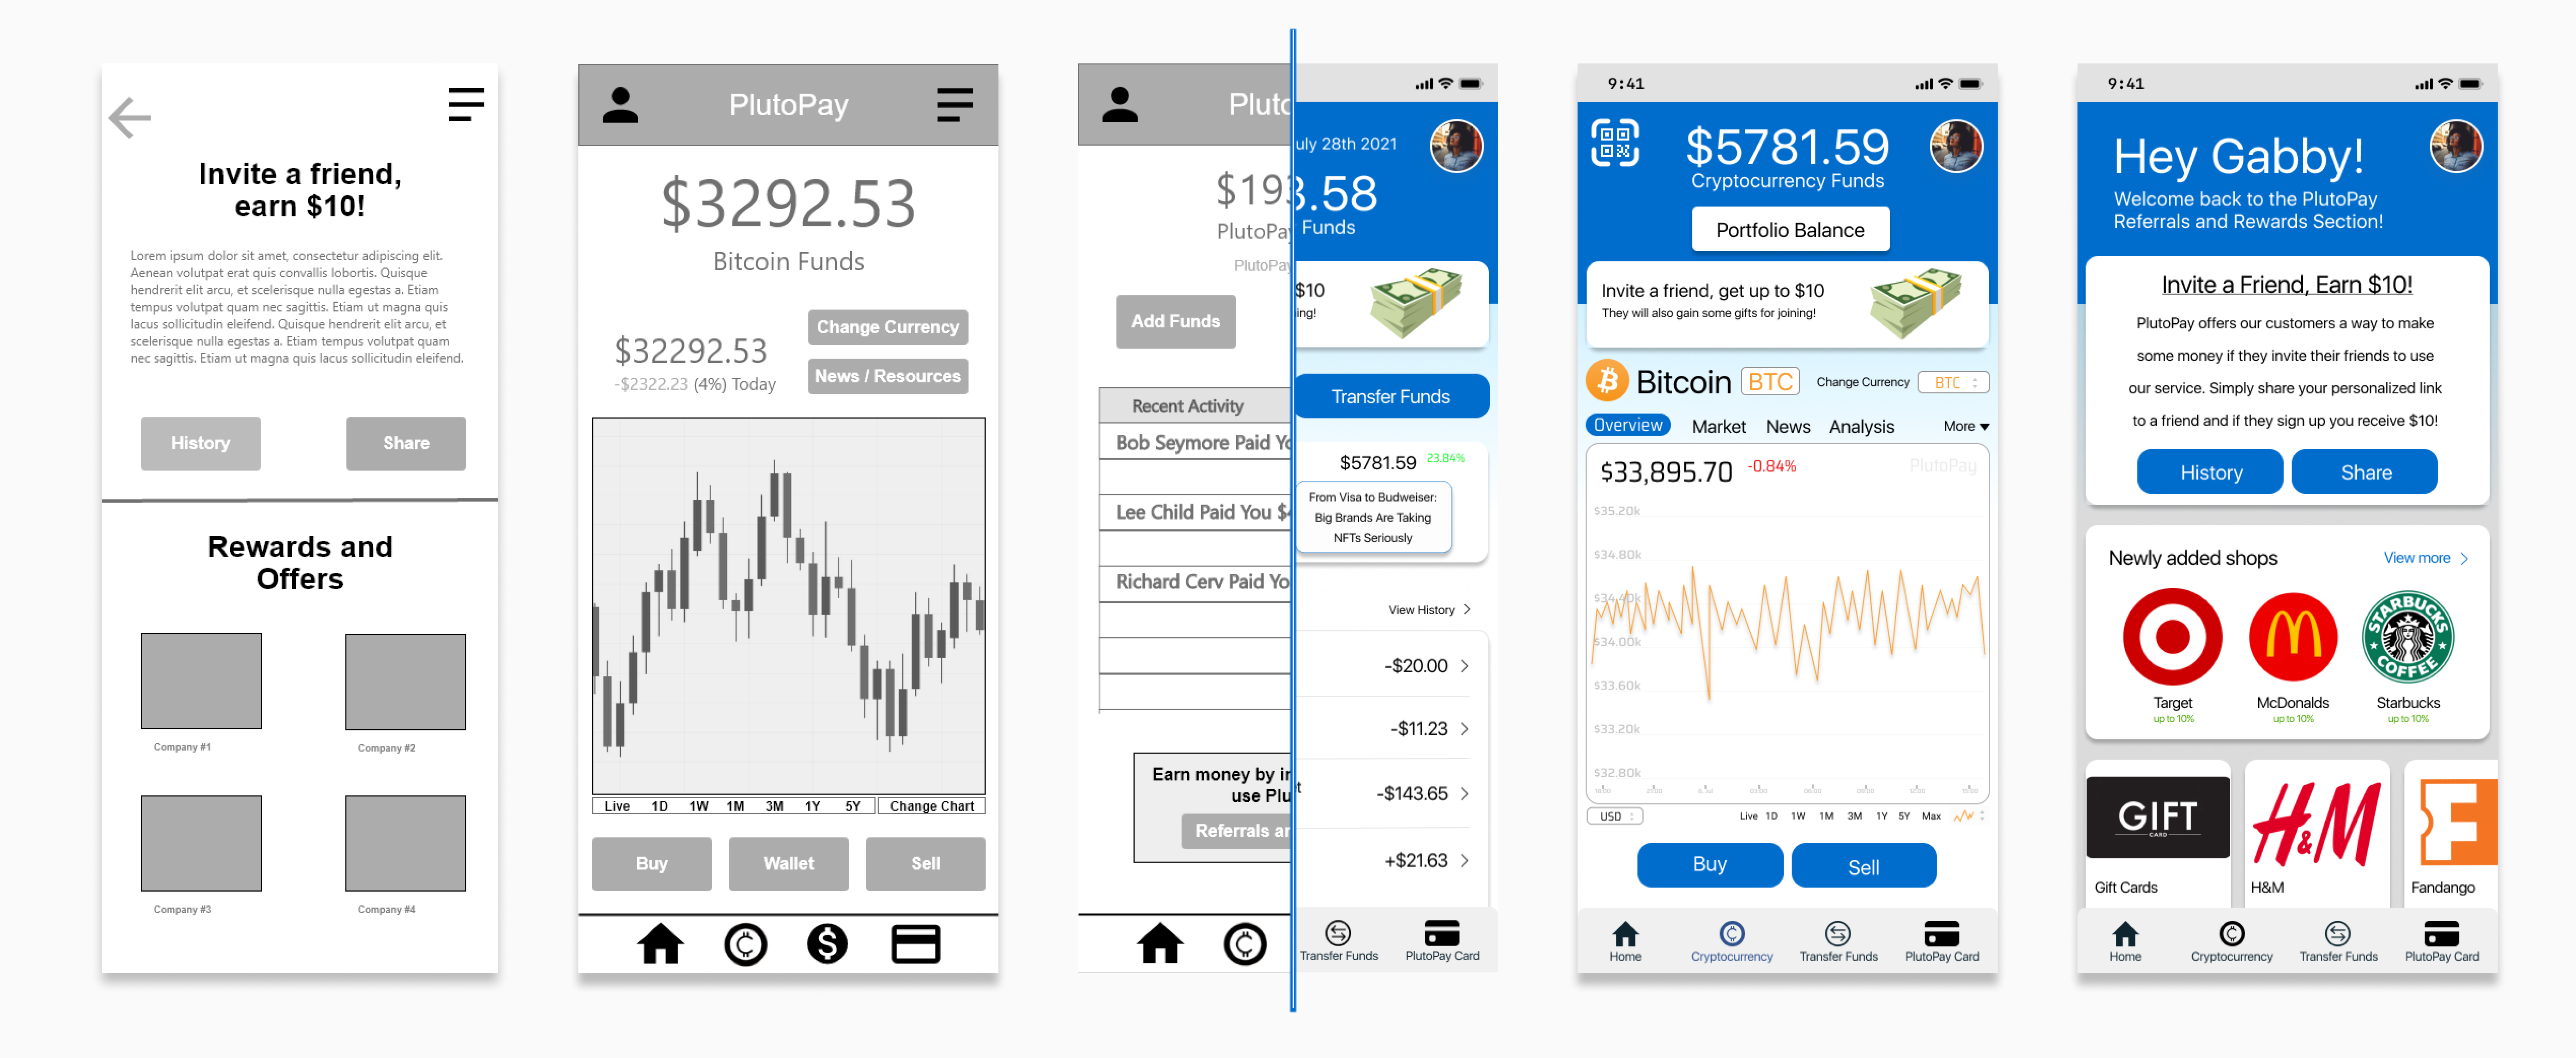 Invite a friend,
earn $10!
Lorem ipsum dolor sit amet, consectetur adipiscing elit.
Aenean volutpat erat quis convallis lobortis. Quisque
hendrerit elit arcu, et scelerisque nulla egestas a. Etiam
tempus volutpat quam nec sagittis. Etiam ut magna quis
lacus sollicitudin eleifend. Quisque hendrerit elit arcu, et
scelerisque nulla egestas a. Etiam tempus volutpat quam
nec sagittis. Etiam ut magna quis lacus sollicitudin eleifend.
History
Share
Rewards and
Offers
Company #1
Company #2
Company #3
Company #4
PlutoPay
$3292.53
Bitcoin Funds
$32292.53
-$2322.23 (4%) Today
Change Currency
News / Resources
Live 1D 1W 1M 3M 1Y 5Y Change Chart
Buy
Wallet
Sell
Pluto
$193
PlutoPay
PlutoPay
Add Funds
Recent Activity
Bob Seymore Paid Yo
Lee Child Paid You $
Richard Cerv Paid Yo
Earn money by in
use Plu
Referrals an
uly 28th 2021
3.58
Funds
$10
ing!
Transfer Funds
$5781.59 23.84%
From Visa to Budweiser:
Big Brands Are Taking
NFTs Seriously
View History
-$20.00
-$11.23
-$143.65
t
+$21.63
Transfer Funds
PlutoPay Card
9:41
$5781.59
Cryptocurrency Funds
Portfolio Balance
Invite a friend, get up to $10
They will also gain some gifts for joining!
Bitcoin BTC Change Currency BTC
Overview Market News Analysis More
$33,895.70 -0.84% PlutoPay
$35.20k
$34.80k
$34.40k
$34.00k
$33.60k
$33.20k
$32.80k
USD Live 1D 1W 1M 3M 1Y 5Y Max
Buy
Sell
Home
Cryptocurrency
Transfer Funds
PlutoPay Card
9:41
Hey Gabby!
Welcome back to the PlutoPay
Referrals and Rewards Section!
Invite a Friend, Earn $10!
PlutoPay offers our customers a way to make
some money if they invite their friends to use
our service. Simply share your personalized link
to a friend and if they sign up you receive $10!
History
Share
Newly added shops
View more
STARBUCKS
COFFEE
Target
up to 10%
McDonalds
up to 10%
Starbucks
up to 10%
GIFT
CARD
H&M
F
Gift Cards
H&M
Fandango
Home
Cryptocurrency
Transfer Funds
PlutoPay Card